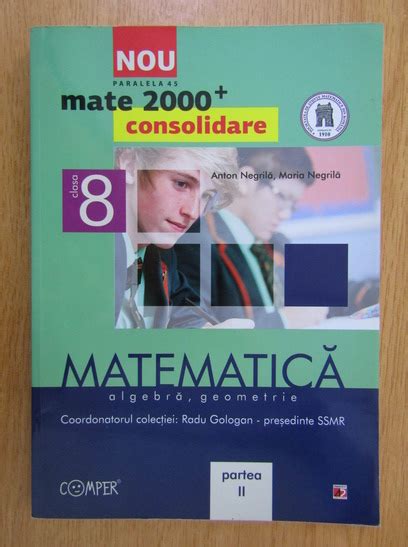 NOU
PARALELA 45
mate 2000+
consolidare
1910
Anton Negrilă, Maria Negrilă
clasa
8
MATEMATICĂ
algebră, geometrie
Coordonatorul colecției: Radu Gologan - președinte SSMR
partea
II
COMPER